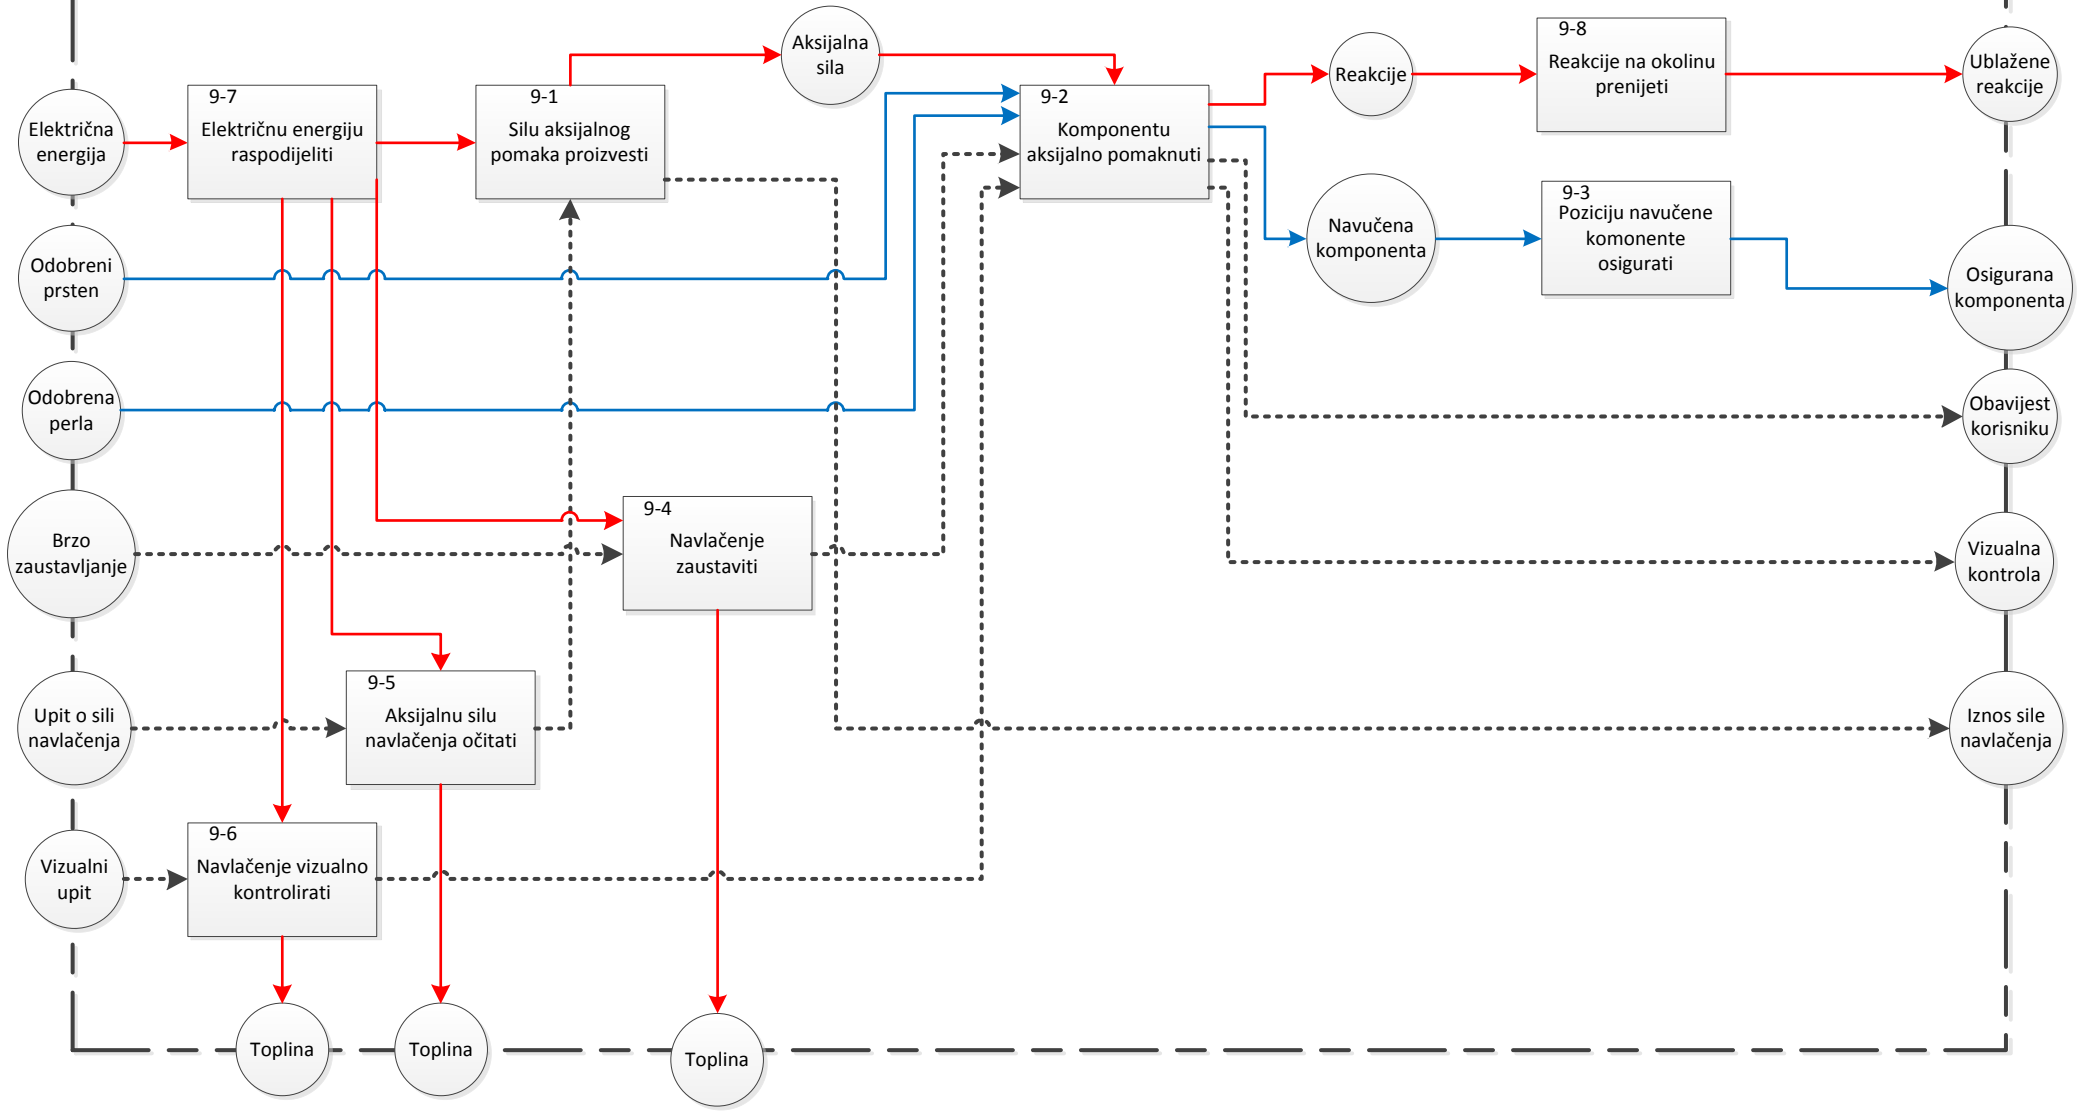 Aksijalna
sila
Reakcije
9-8
Reakcije na okolinu
prenijeti
Ublažene
reakcije
Električna
energija
9-7
Električnu energiju
raspodijeliti
9-1
Silu aksijalnog
pomaka proizvesti
9-2
Komponentu
aksijalno pomaknuti
Navučena
komponenta
9-3
Poziciju navučene
komonente
osigurati
Osigurana
komponenta
Odobreni
prsten
Odobrena
perla
Obavijest
korisniku
Brzo
zaustavljanje
9-4
Navlačenje
zaustaviti
Vizualna
kontrola
Upit o sili
navlačenja
9-5
Aksijalnu silu
navlačenja očitati
Iznos sile
navlačenja
Vizualni
upit
9-6
Navlačenje vizualno
kontrolirati
Toplina
Toplina
Toplina